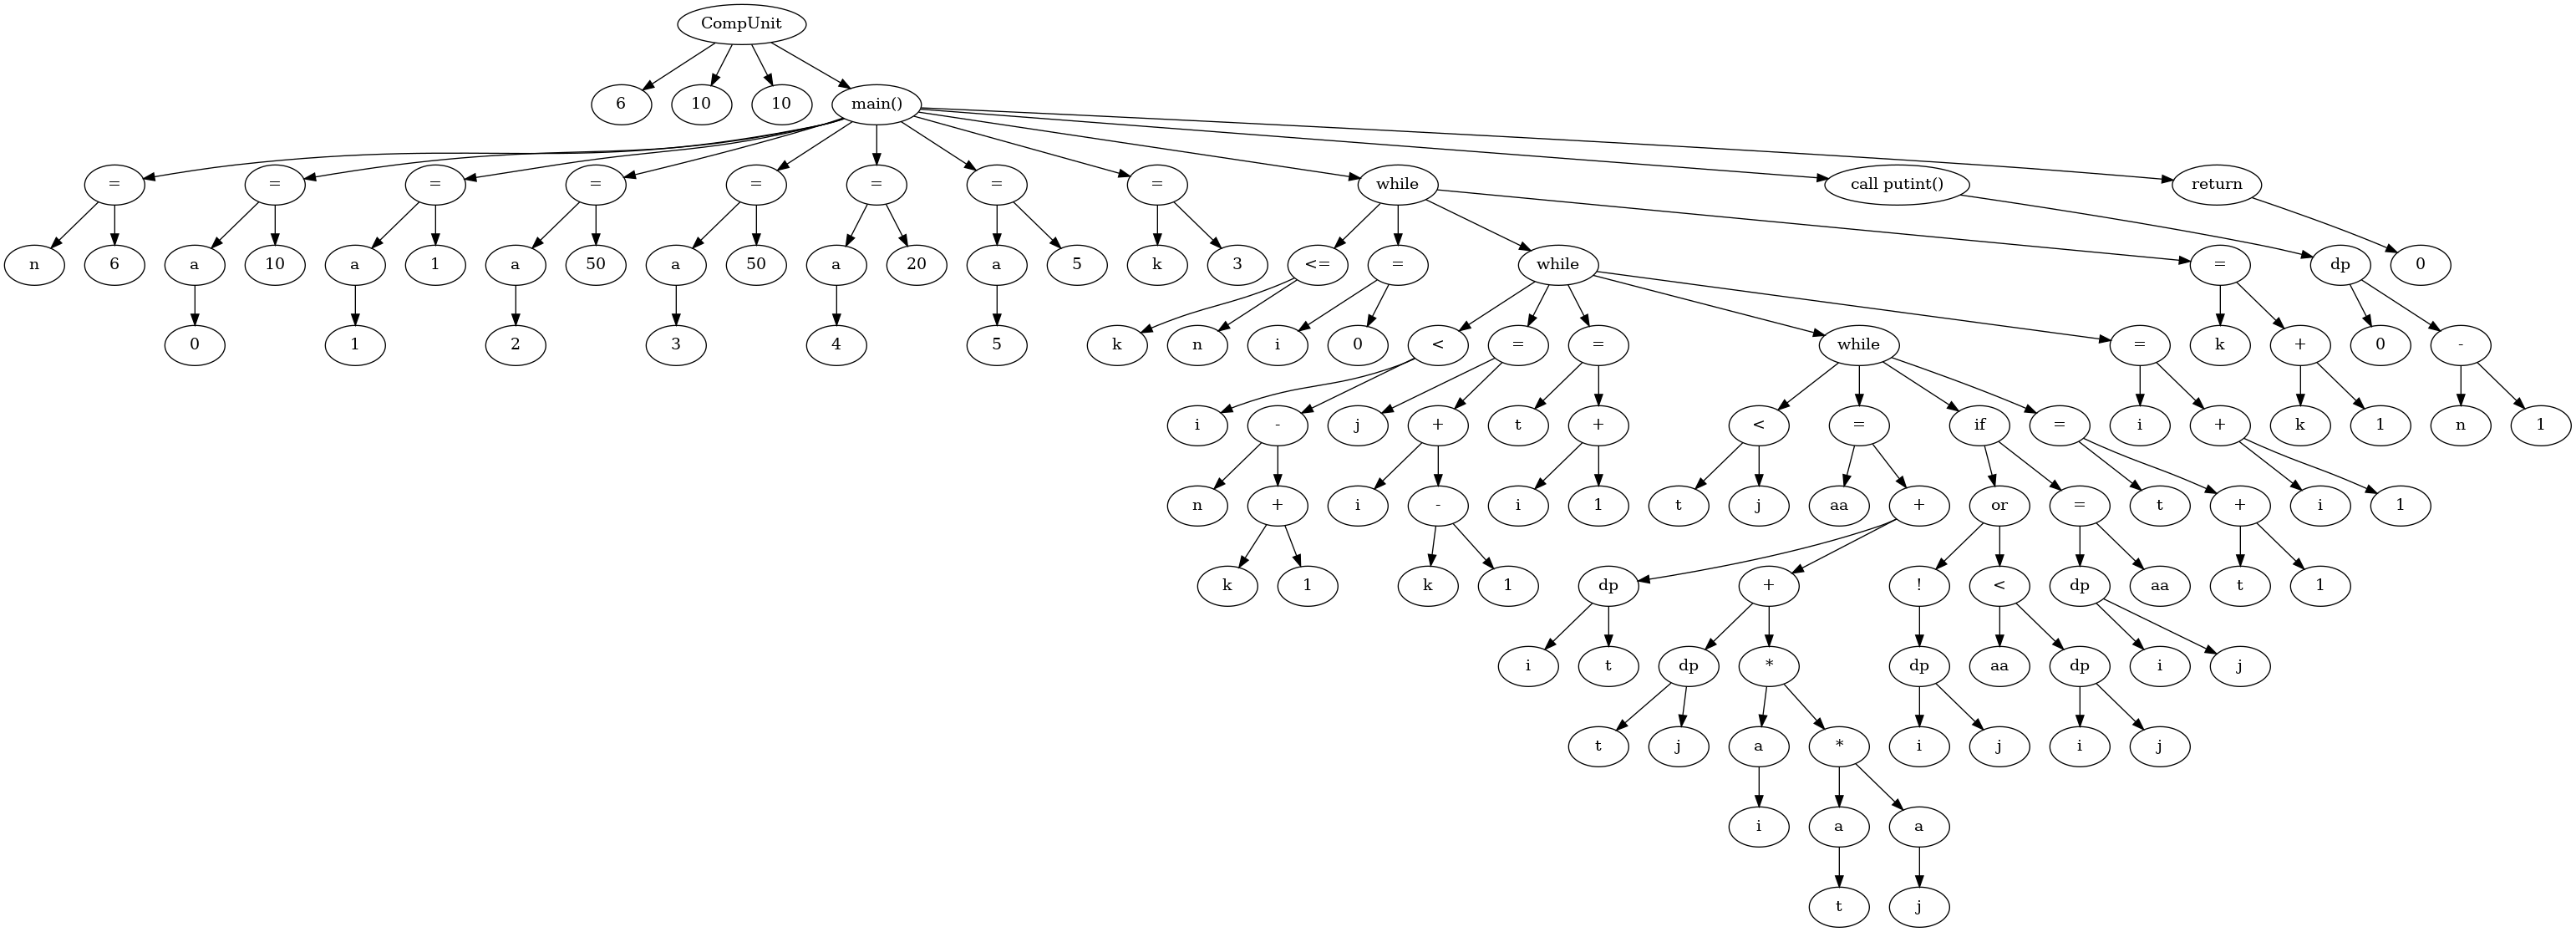 CompUnit
6 10 10 main()
= = = = = = = = while call putint() return
n 6 a 10 a 1 a 50 a 50 a 20 a 5 k 3 <= = while = dp 0
0 1 2 3 4 5 k n i 0 < = = while = k + 0 -
i - j + t + < = if = i + k 1 n 1
n + i - i 1 t j aa + or = t + i 1
k 1 k 1 dp + ! < dp aa t 1
i t dp * dp aa dp i j
t j a * i j i j
i a a
t j